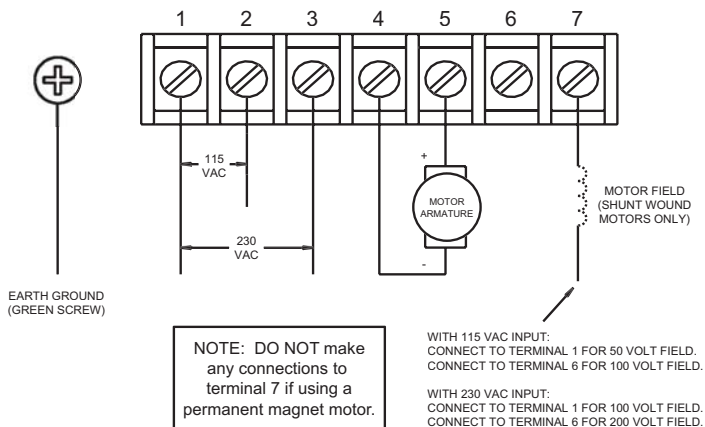 1 2 3 4 5 6 7
115
VAC
+
MOTOR
ARMATURE
MOTOR FIELD
(SHUNT WOUND
MOTORS ONLY)
230
VAC
-
EARTH GROUND
(GREEN SCREW)
NOTE: DO NOT make
any connections to
terminal 7 if using a
permanent magnet motor.
WITH 115 VAC INPUT:
CONNECT TO TERMINAL 1 FOR 50 VOLT FIELD.
CONNECT TO TERMINAL 6 FOR 100 VOLT FIELD.
WITH 230 VAC INPUT:
CONNECT TO TERMINAL 1 FOR 100 VOLT FIELD.
CONNECT TO TERMINAL 6 FOR 200 VOLT FIELD.